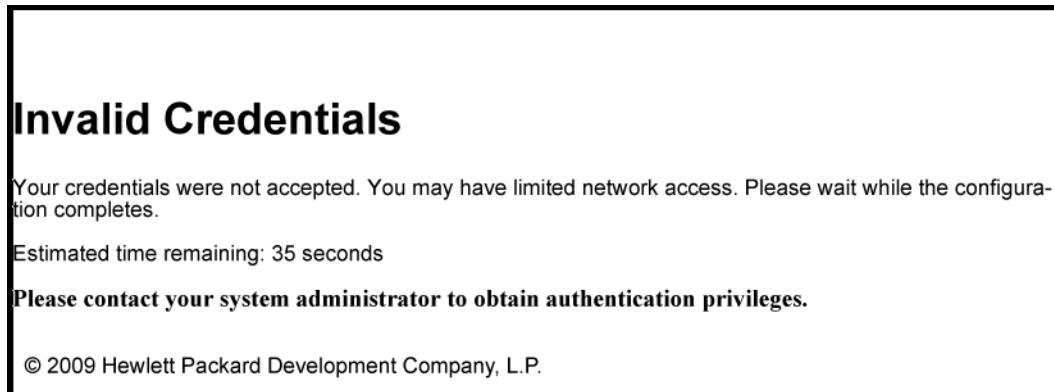 Invalid Credentials
Your credentials were not accepted. You may have limited network access. Please wait while the configura-
tion completes.
Estimated time remaining: 35 seconds
Please contact your system administrator to obtain authentication privileges.
© 2009 Hewlett Packard Development Company, L.P.